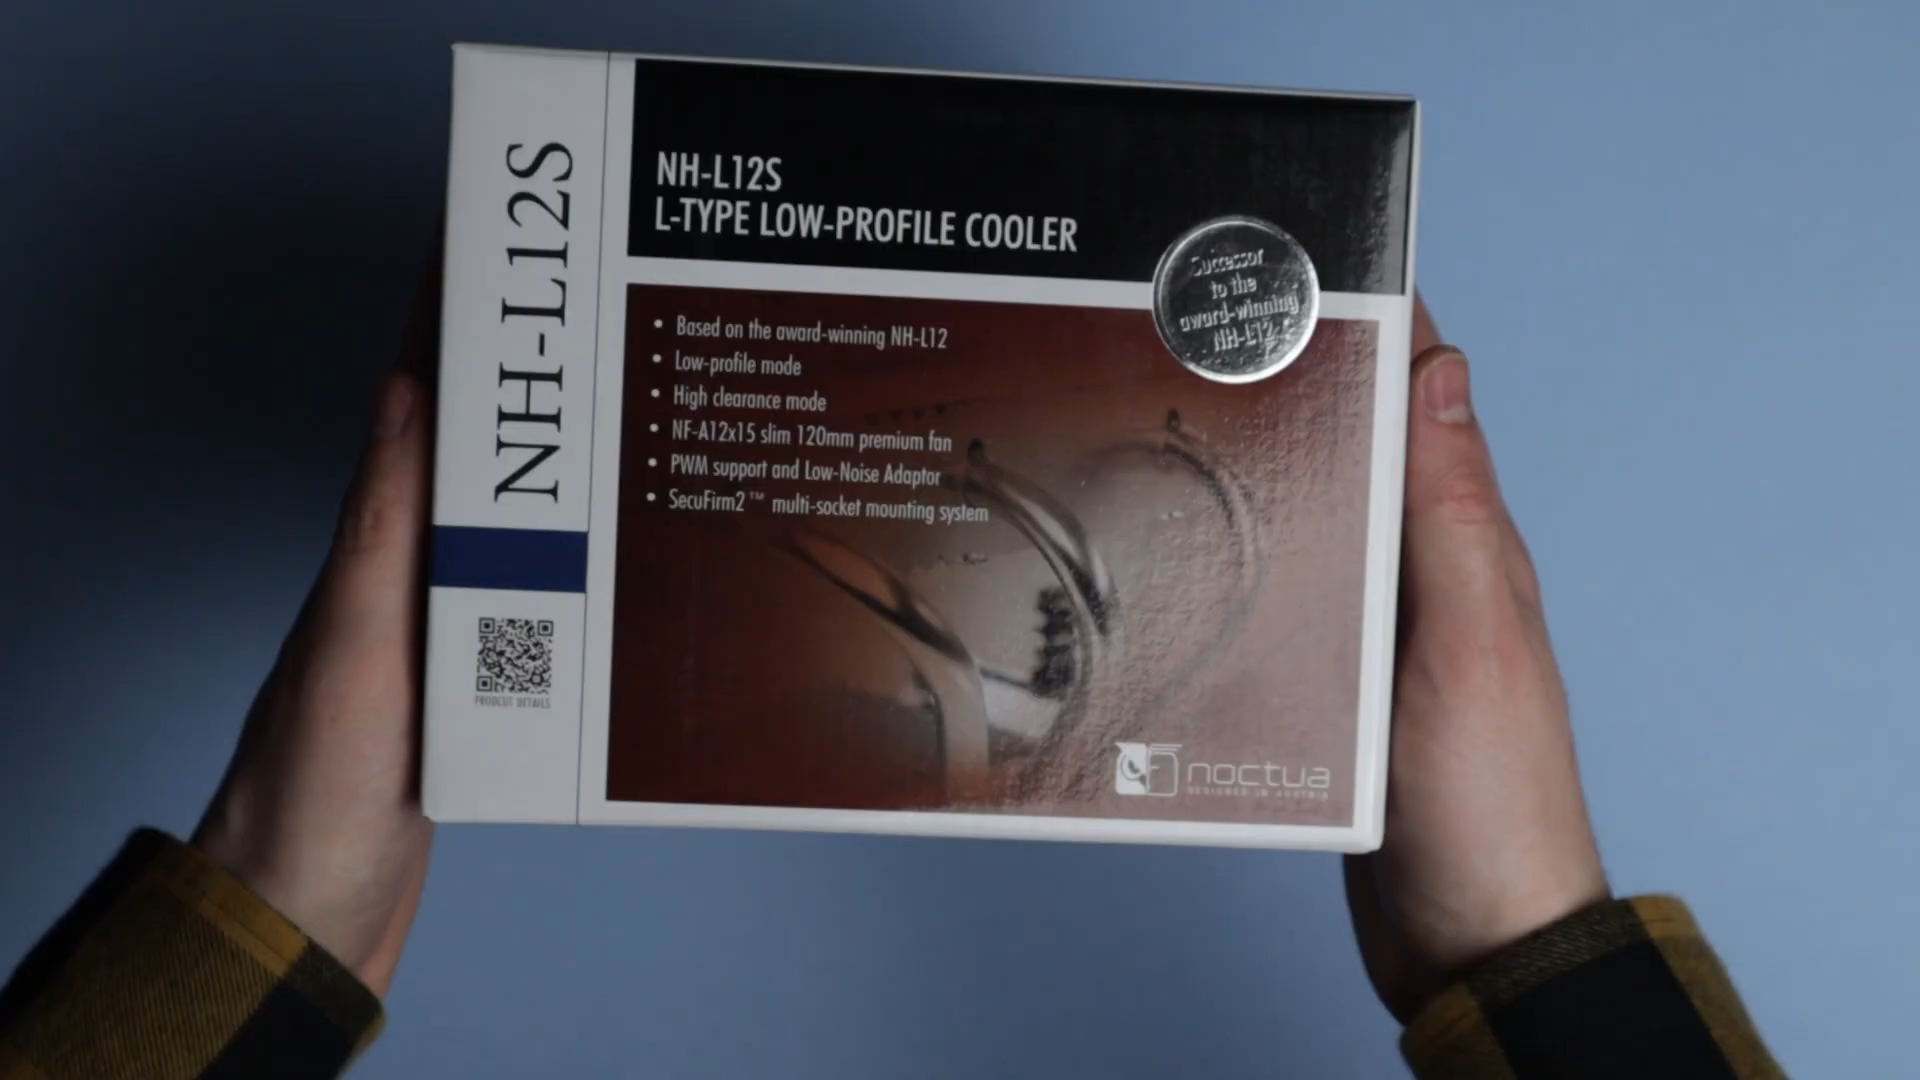 NH-L12S
NH-L12S
L-TYPE LOW-PROFILE COOLER
Successor
to the
award-winning
NH-L12
• Based on the award-winning NH-L12
• Low-profile mode
• High clearance mode
• NF-A12x15 slim 120mm premium fan
• PWM support and Low-Noise Adaptor
• SecuFirm2™ multi-socket mounting system
PRODCUT DETAILS
noctua
DESIGNED IN AUSTRIA